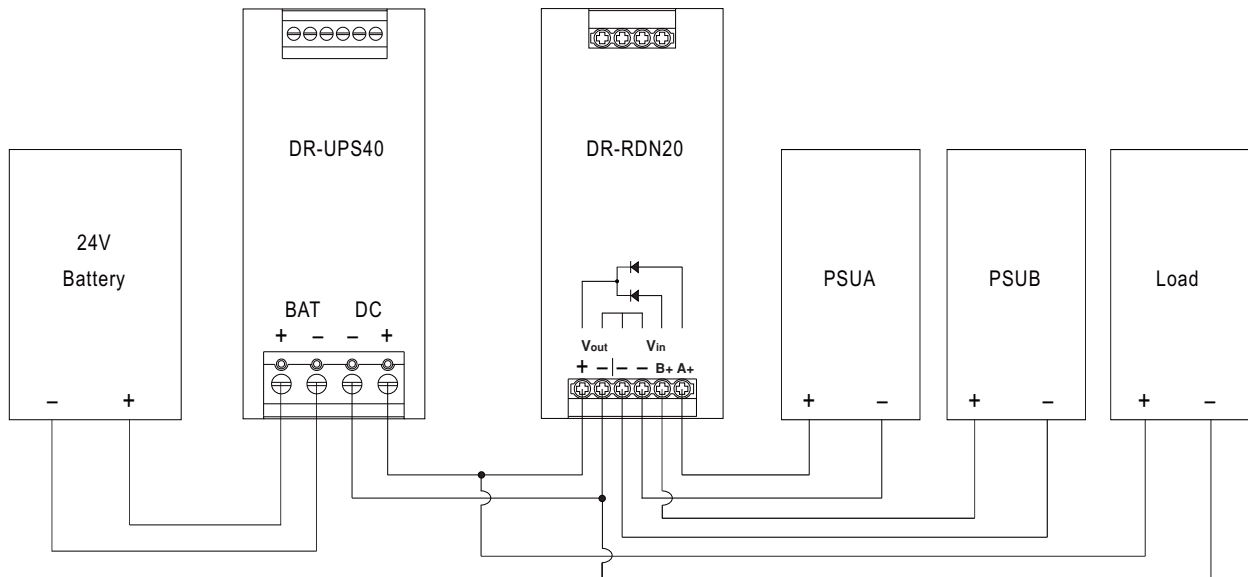 DR-UPS40
DR-RDN20
24V
Battery
PSUA
PSUB
Load
BAT DC
+ − − +
Vout Vin
+ − | − − B+ A+
− +
+ −
+ −
+ −